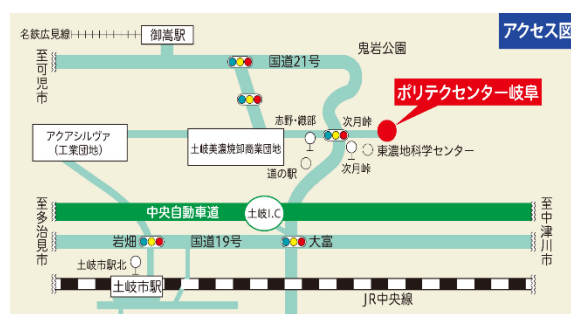 アクセス図
名鉄広見線
御嵩駅
鬼岩公園
至可児市
国道21号
ポリテクセンター岐阜
志野・織部
次月峠
アクアシルヴァ
(工業団地)
土岐美濃焼卸商業団地
道の駅
次月峠
東濃地科学センター
至多治見市
中央自動車道
土岐I.C
至中津川市
岩畑
国道19号
大富
土岐市駅北
土岐市駅
JR中央線